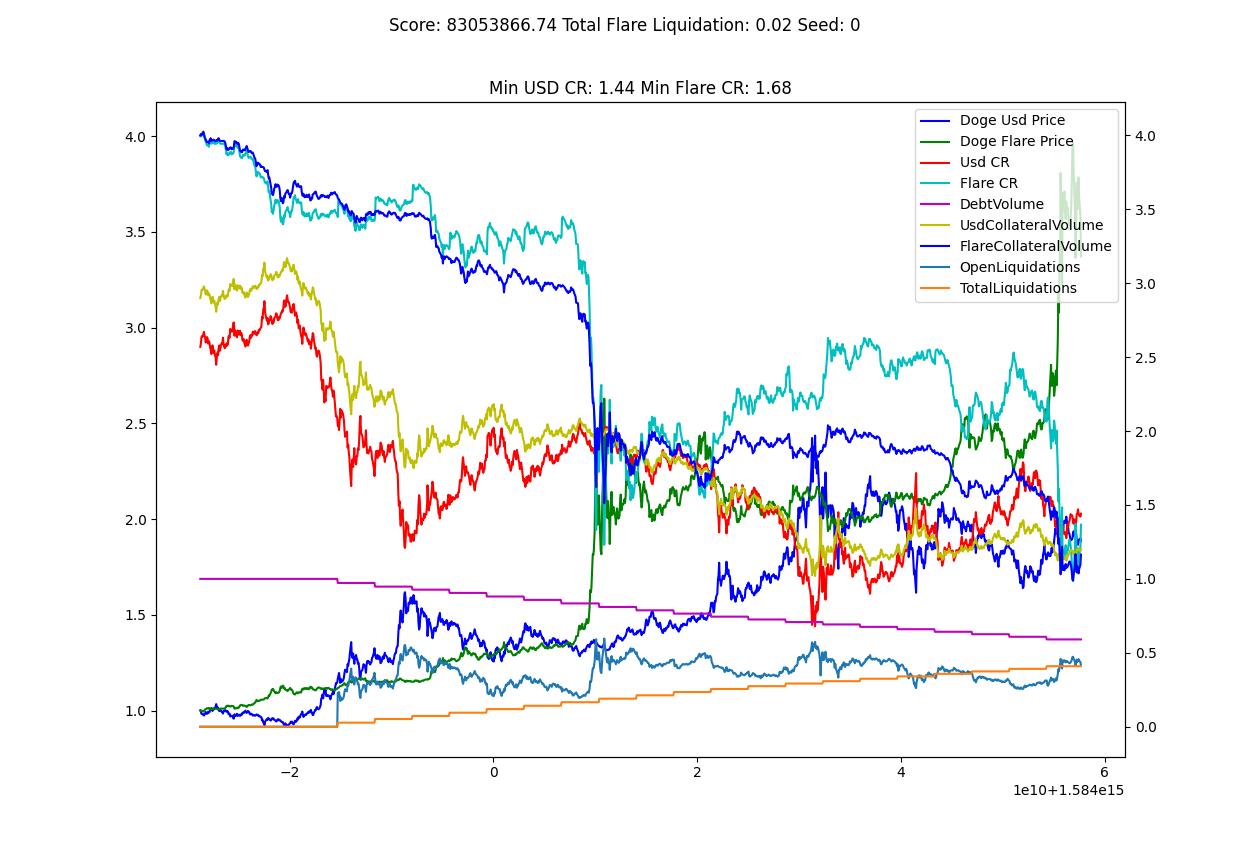 Score: 83053866.74 Total Flare Liquidation: 0.02 Seed: 0
Min USD CR: 1.44 Min Flare CR: 1.68
Doge Usd Price
Doge Flare Price
Usd CR
Flare CR
DebtVolume
UsdCollateralVolume
FlareCollateralVolume
OpenLiquidations
TotalLiquidations
4.0
3.5
3.0
2.5
2.0
1.5
1.0
4.0
3.5
3.0
2.5
2.0
1.5
1.0
0.5
0.0
−2
0
2
4
6
1e10+1.584e15